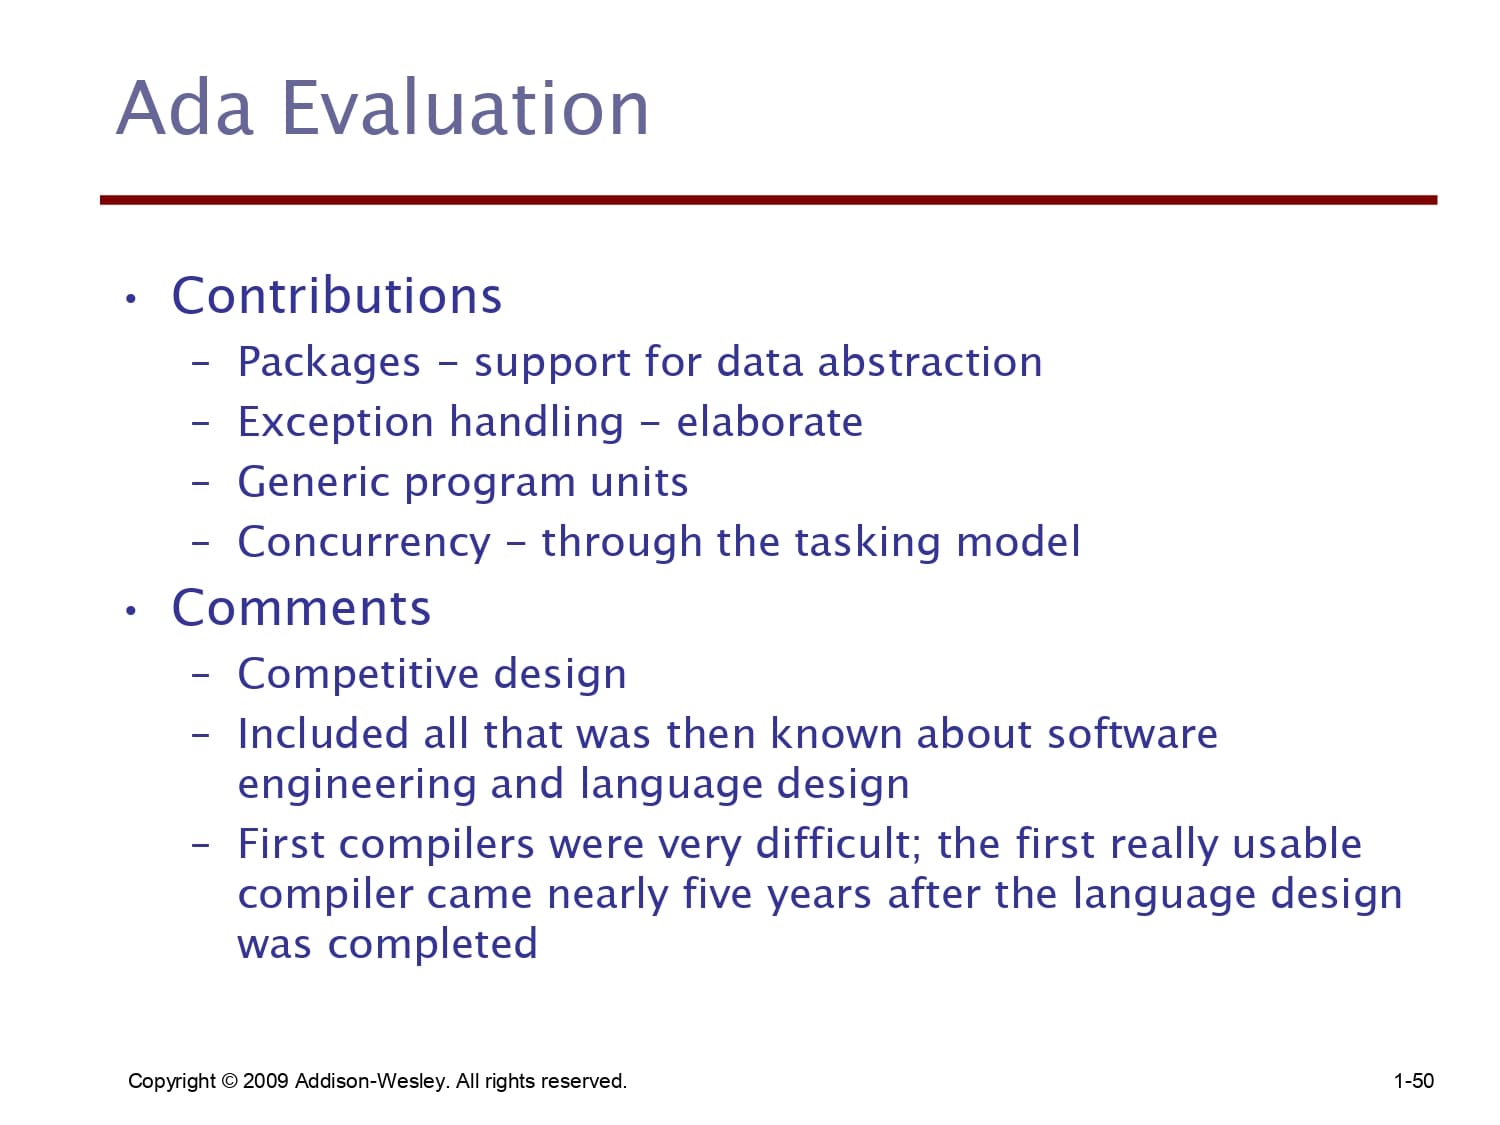 Ada Evaluation
• Contributions
– Packages – support for data abstraction
– Exception handling – elaborate
– Generic program units
– Concurrency – through the tasking model
• Comments
– Competitive design
– Included all that was then known about software
engineering and language design
– First compilers were very difficult; the first really usable
compiler came nearly five years after the language design
was completed
Copyright © 2009 Addison-Wesley. All rights reserved.
1-50